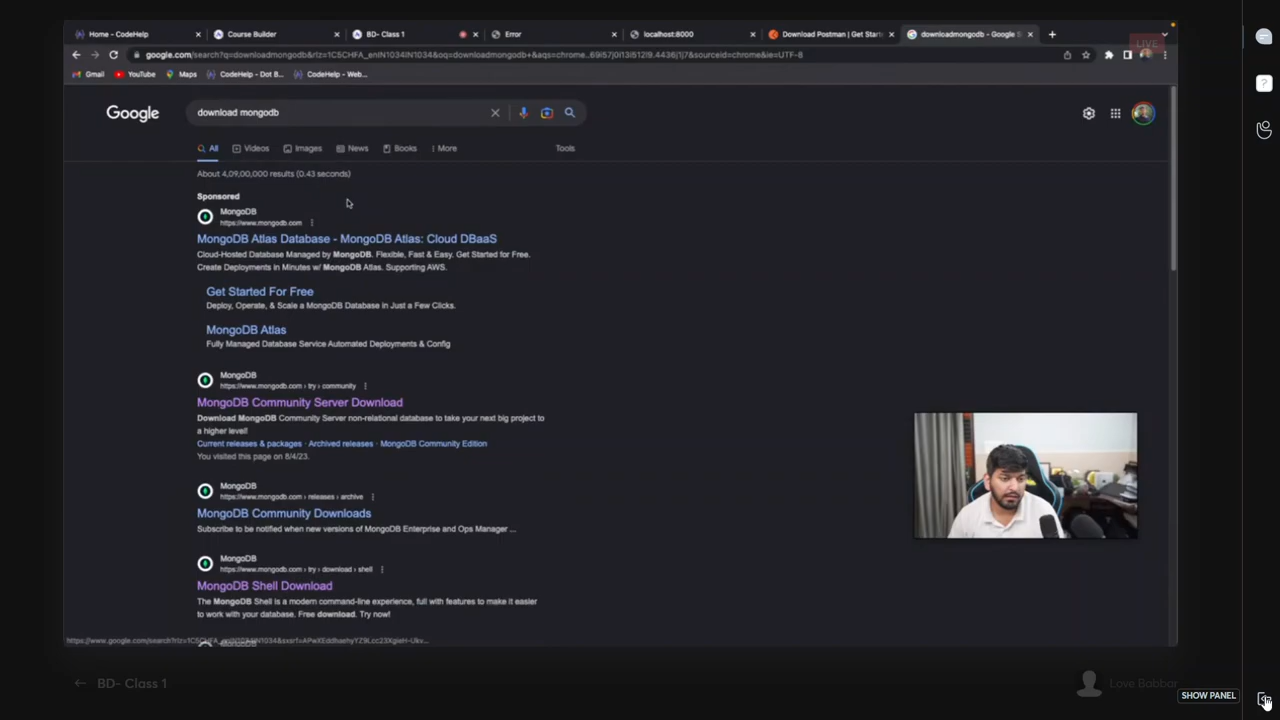 Home - CodeHelp
Course Builder
BD- Class 1
Error
localhost:8000
Download Postman | Get Start
downloadmongodb - Google S
LIVE
Gmail
YouTube
Maps
CodeHelp - Dot B...
CodeHelp - Web...
Google
download mongodb
All
Videos
Images
News
Books
More
Tools
About 4,09,00,000 results (0.43 seconds)
Sponsored
MongoDB
https://www.mongodb.com
MongoDB Atlas Database - MongoDB Atlas: Cloud DBaaS
Cloud-Hosted Database Managed by MongoDB. Flexible, Fast & Easy. Get Started for Free.
Create Deployments in Minutes w/ MongoDB Atlas. Supporting AWS.
Get Started For Free
Deploy, Operate, & Scale a MongoDB Database in Just a Few Clicks.
MongoDB Atlas
Fully Managed Database Service Automated Deployments & Config
MongoDB
https://www.mongodb.com › try › community
MongoDB Community Server Download
Download MongoDB Community Server non-relational database to take your next big project to
a higher level!
Current releases & packages · Archived releases · MongoDB Community Edition
You visited this page on 8/4/23.
MongoDB
https://www.mongodb.com › releases › archive
MongoDB Community Downloads
Subscribe to be notified when new versions of MongoDB Enterprise and Ops Manager ...
MongoDB
https://www.mongodb.com › try › download › shell
MongoDB Shell Download
The MongoDB Shell is a modern command-line experience, full with features to make it easier
to work with your database. Free download. Try now!
BD- Class 1
Love Babbar
SHOW PANEL